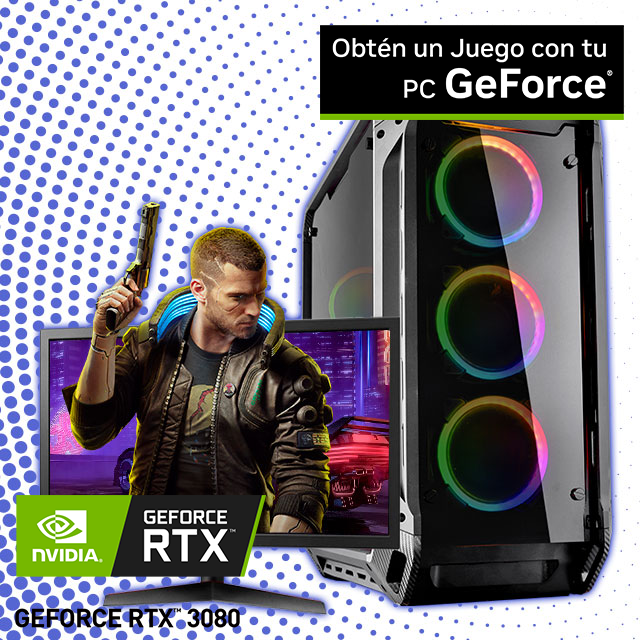 Obtén un Juego con tu
PC GeForce®
NVIDIA.
GEFORCE
RTX™
GEFORCE RTX™ 3080